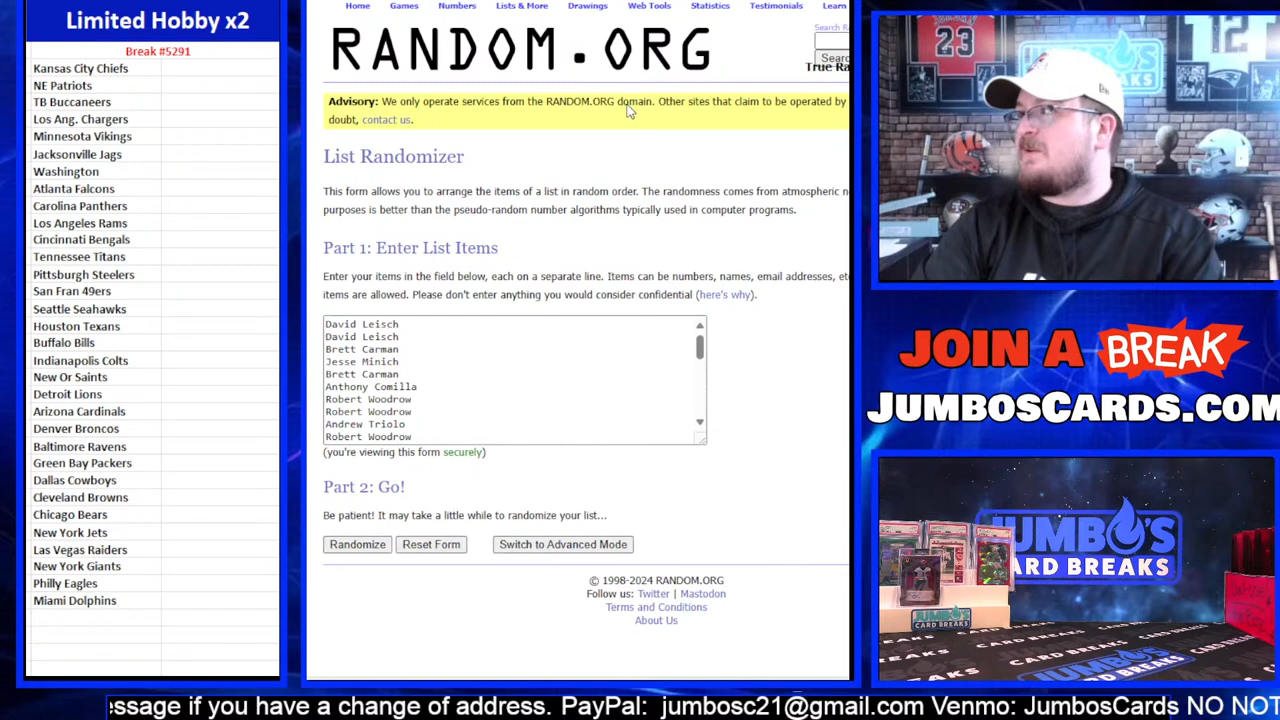 Limited Hobby x2
Break #5291
Kansas City Chiefs
NE Patriots
TB Buccaneers
Los Ang. Chargers
Minnesota Vikings
Jacksonville Jags
Washington
Atlanta Falcons
Carolina Panthers
Los Angeles Rams
Cincinnati Bengals
Tennessee Titans
Pittsburgh Steelers
San Fran 49ers
Seattle Seahawks
Houston Texans
Buffalo Bills
Indianapolis Colts
New Or Saints
Detroit Lions
Arizona Cardinals
Denver Broncos
Baltimore Ravens
Green Bay Packers
Dallas Cowboys
Cleveland Browns
Chicago Bears
New York Jets
Las Vegas Raiders
New York Giants
Philly Eagles
Miami Dolphins
Home Games Numbers Lists & More Drawings Web Tools Statistics Testimonials Learn
Search
RANDOM.ORG
Searc
True Ra
Advisory: We only operate services from the RANDOM.ORG domain. Other sites that claim to be operated by
doubt, contact us.
List Randomizer
This form allows you to arrange the items of a list in random order. The randomness comes from atmospheric n
purposes is better than the pseudo-random number algorithms typically used in computer programs.
Part 1: Enter List Items
Enter your items in the field below, each on a separate line. Items can be numbers, names, email addresses, et
items are allowed. Please don't enter anything you would consider confidential (here's why).
David Leisch
David Leisch
Brett Carman
Jesse Minich
Brett Carman
Anthony Comilla
Robert Woodrow
Robert Woodrow
Andrew Triolo
Robert Woodrow
(you're viewing this form securely)
Part 2: Go!
Be patient! It may take a little while to randomize your list...
Randomize Reset Form Switch to Advanced Mode
© 1998-2024 RANDOM.ORG
Follow us: Twitter | Mastodon
Terms and Conditions
About Us
23
12
CARD BREAKS
JOIN A BREAK
JUMBOSCARDS.COM
JUMBO'S
CARD BREAKS
CARD BREAKS
essage if you have a change of address. PayPal: jumbosc21@gmail.com Venmo: JumbosCards NO NOT